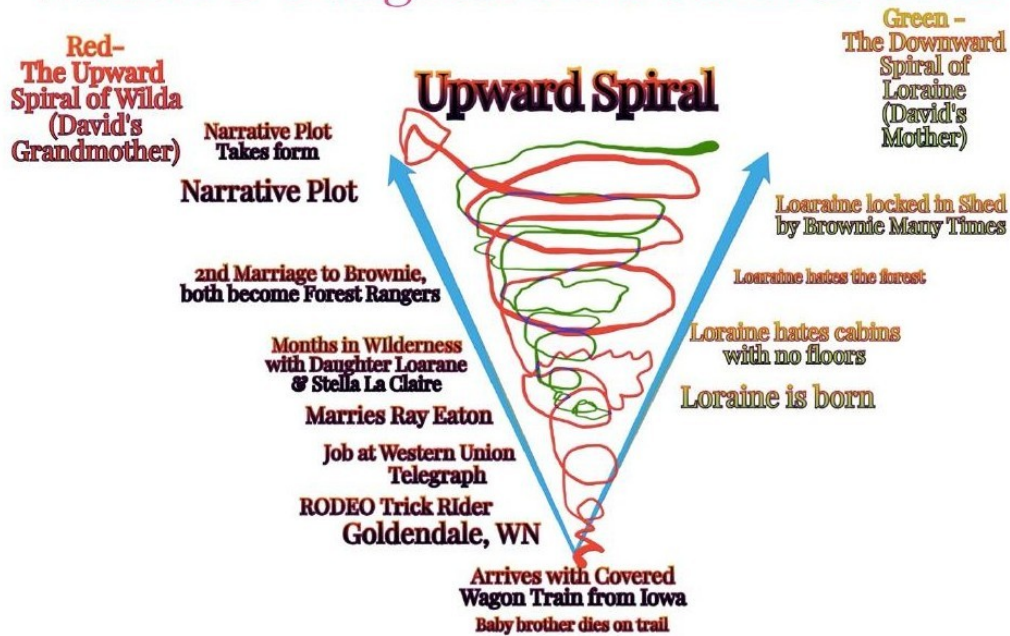 Red-
The Upward
Spiral of Wilda
(David's
Grandmother)
Green -
The Downward
Spiral of
Loraine
(David's
Mother)
Upward Spiral
Narrative Plot
Takes form
Narrative Plot
2nd Marriage to Brownie,
both become Forest Rangers
Months in WIlderness
with Daughter Loarane
& Stella La Claire
Marries Ray Eaton
Job at Western Union
Telegraph
RODEO Trick RIder
Goldendale, WN
Arrives with Covered
Wagon Train from Iowa
Baby brother dies on trail
Loaraine locked in Shed
by Brownie Many Times
Loaraine hates the forest
Loraine hates cabins
with no floors
Loraine is born